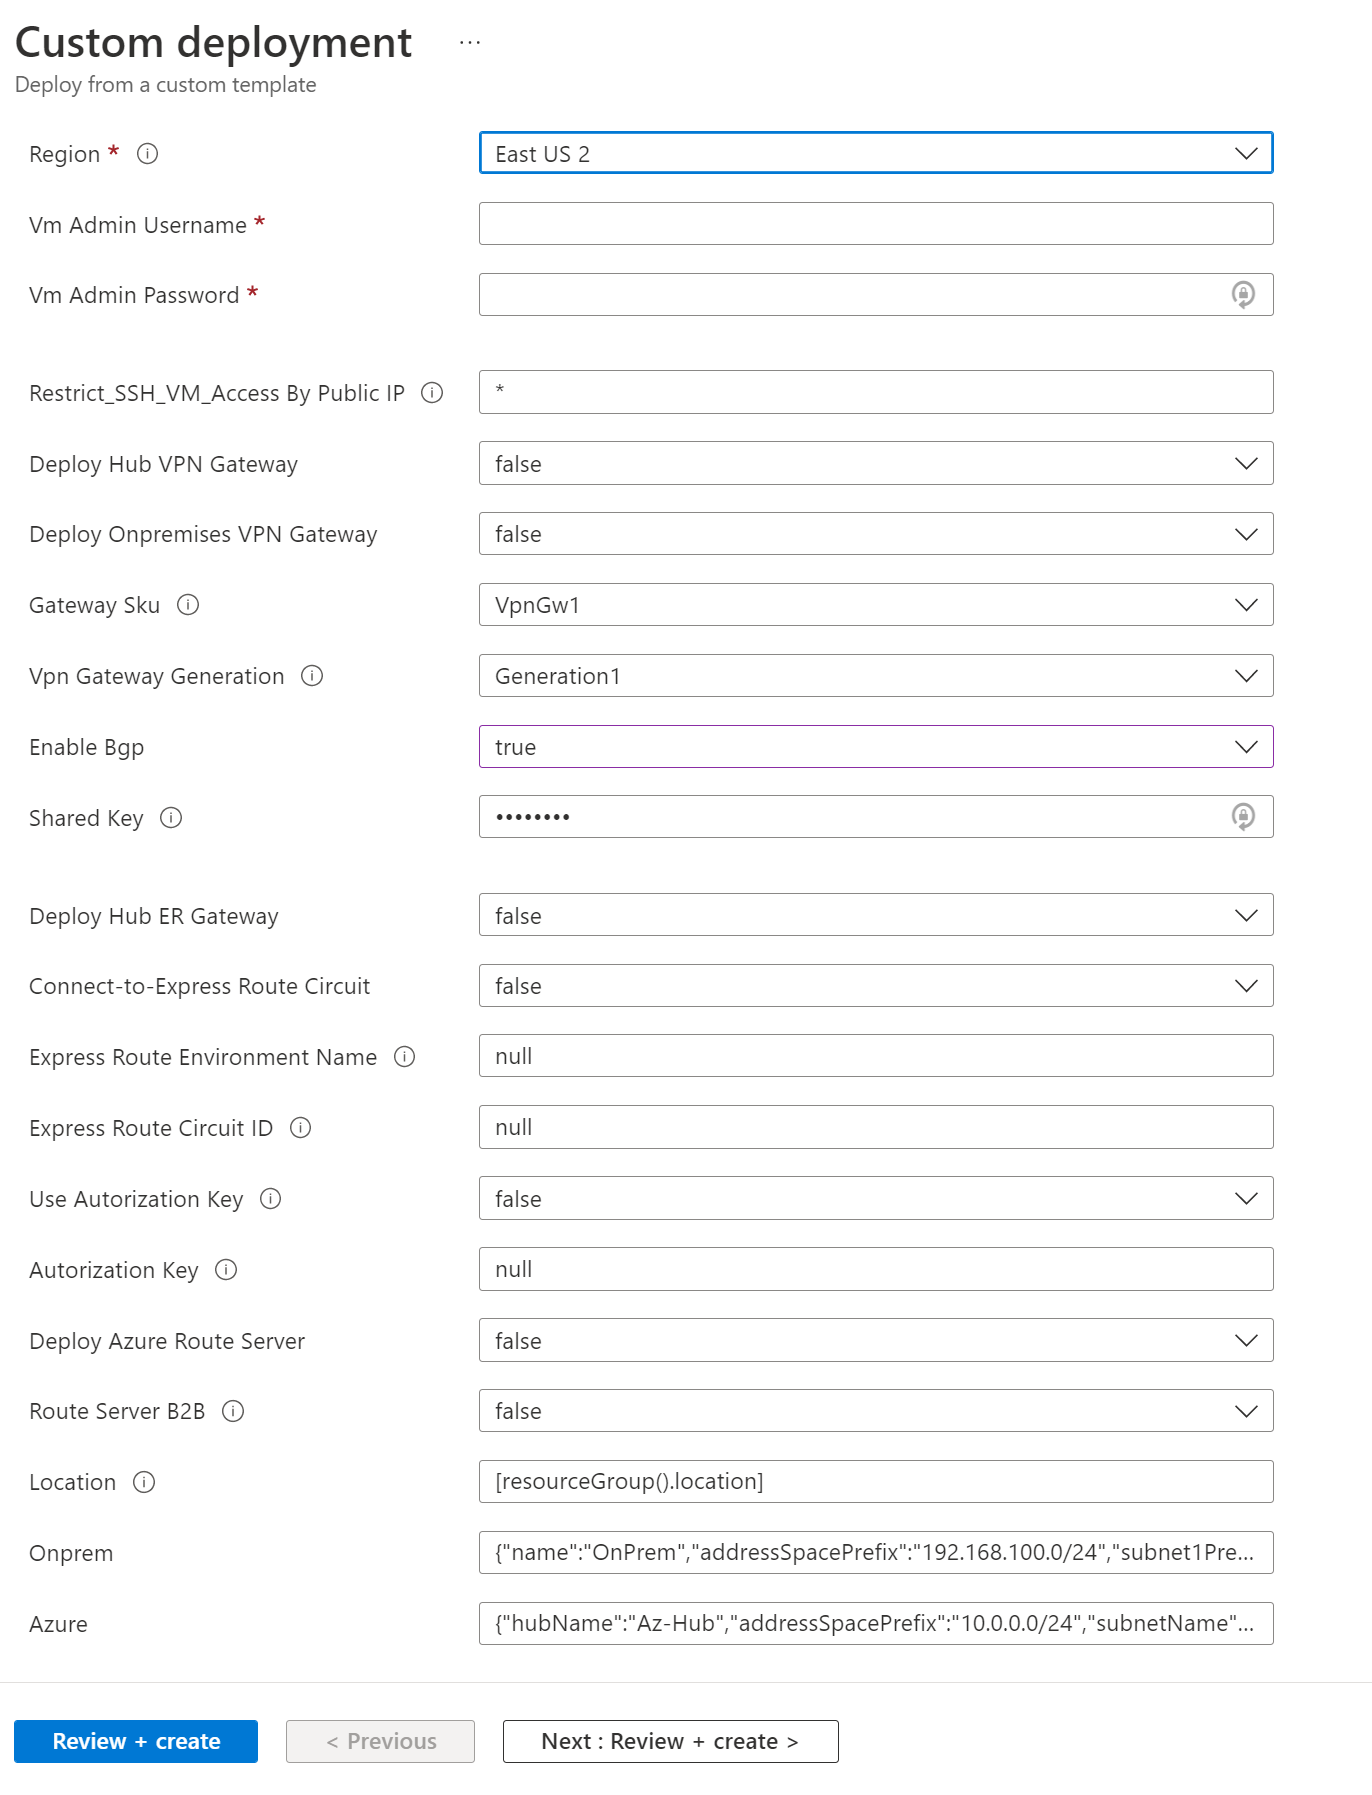 Custom deployment ...
Deploy from a custom template
Region * East US 2
Vm Admin Username *
Vm Admin Password *
Restrict_SSH_VM_Access By Public IP *
Deploy Hub VPN Gateway false
Deploy Onpremises VPN Gateway false
Gateway Sku VpnGw1
Vpn Gateway Generation Generation1
Enable Bgp true
Shared Key ••••••••
Deploy Hub ER Gateway false
Connect-to-Express Route Circuit false
Express Route Environment Name null
Express Route Circuit ID null
Use Autorization Key false
Autorization Key null
Deploy Azure Route Server false
Route Server B2B false
Location [resourceGroup().location]
Onprem {"name":"OnPrem","addressSpacePrefix":"192.168.100.0/24","subnet1Pre...
Azure {"hubName":"Az-Hub","addressSpacePrefix":"10.0.0.0/24","subnetName"...
Review + create < Previous Next : Review + create >